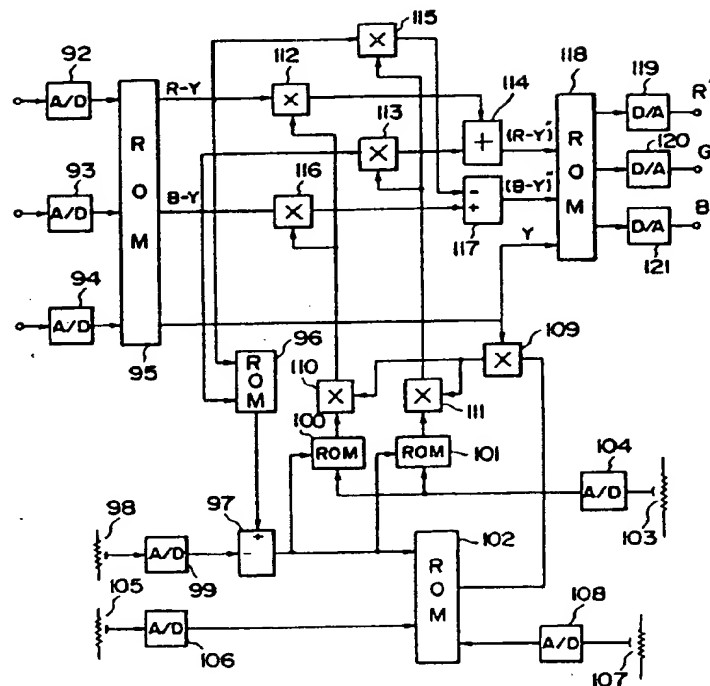 115
92
112
118
119
R'
A/D
R-Y
×
×
114
D/A
113
120
×
+
(R-Y)'
G
93
116
R O M
D/A
A/D
R O M
B-Y
×
-
+
(B-Y)'
B
117
D/A
94
Y
121
A/D
96
109
95
R O M
110
×
×
×
111
100
ROM
ROM
101
104
A/D
98
97
+
-
102
103
A/D
99
R O M
105
108
A/D
A/D
106
107